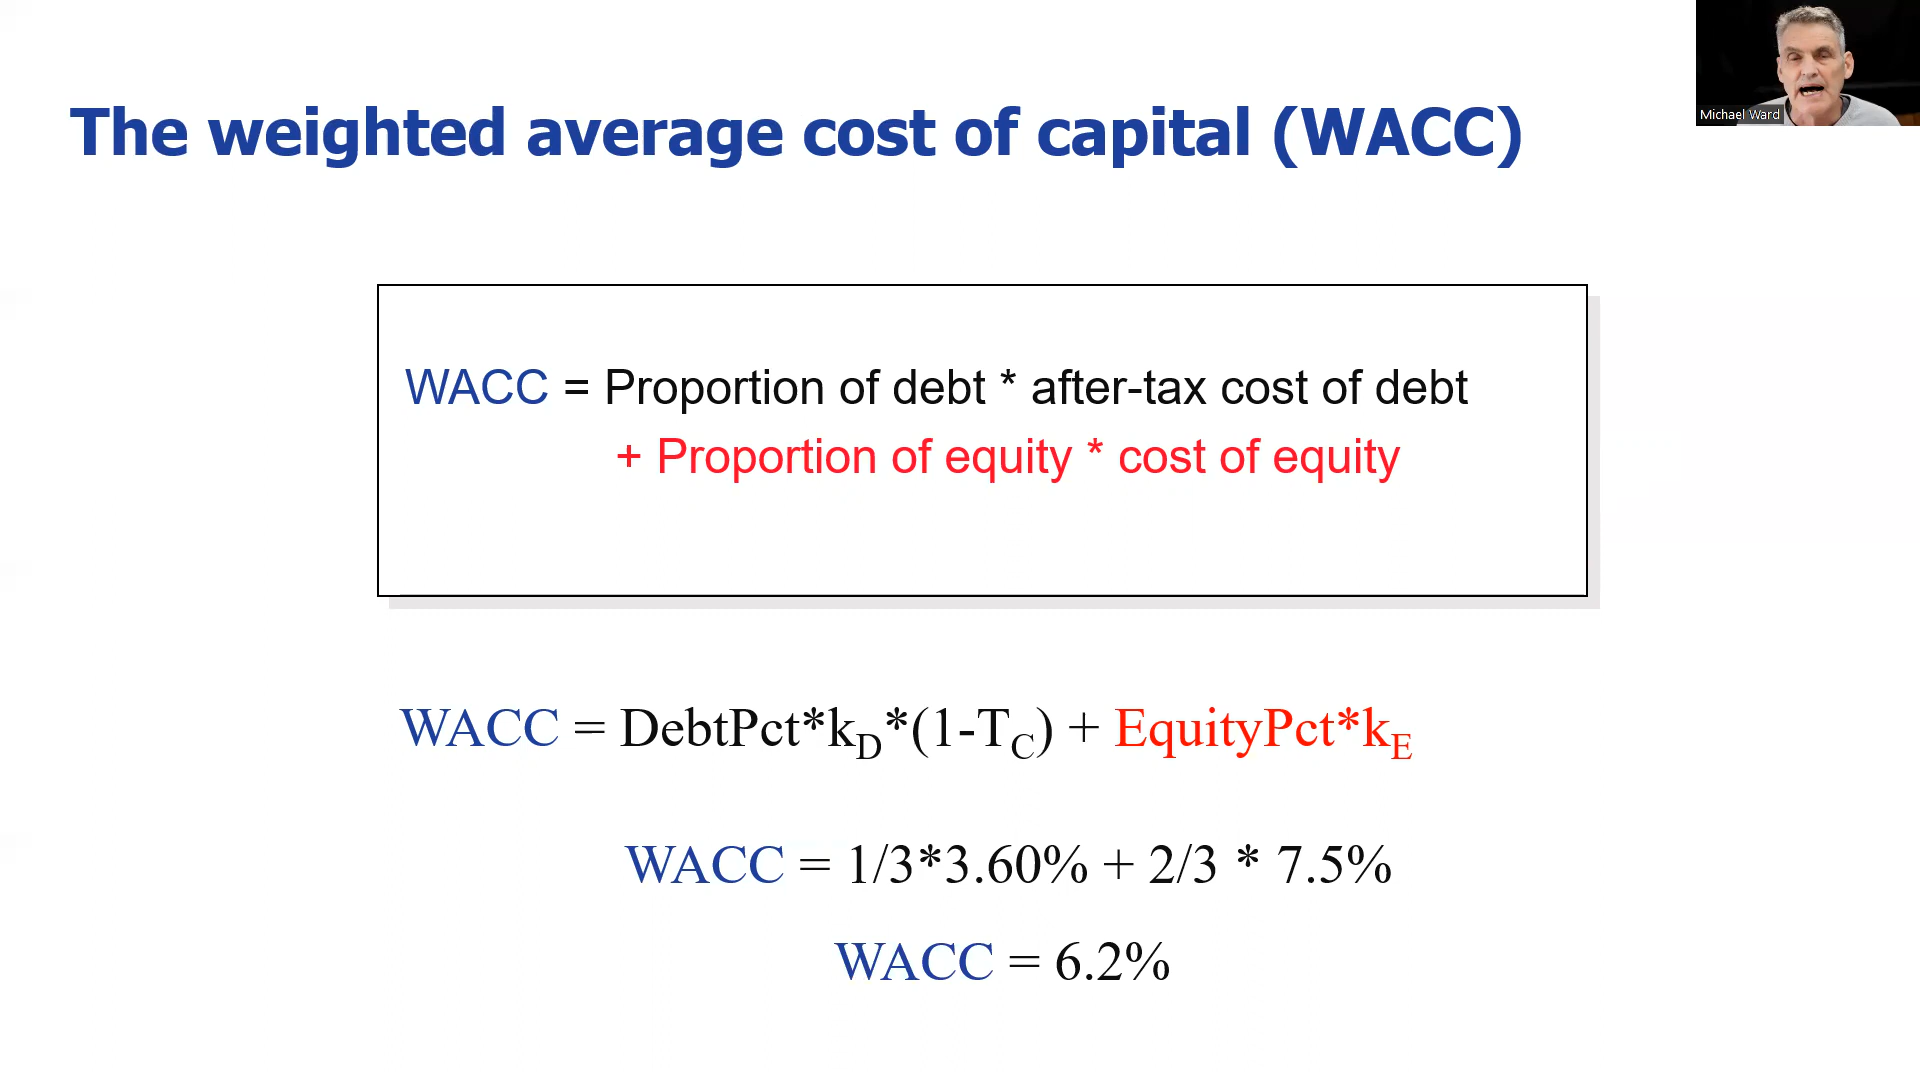 The weighted average cost of capital (WACC)
Michael Ward
WACC = Proportion of debt * after-tax cost of debt
+ Proportion of equity * cost of equity
WACC = DebtPct*kD*(1-TC) + EquityPct*kE
WACC = 1/3*3.60% + 2/3 * 7.5%
WACC = 6.2%